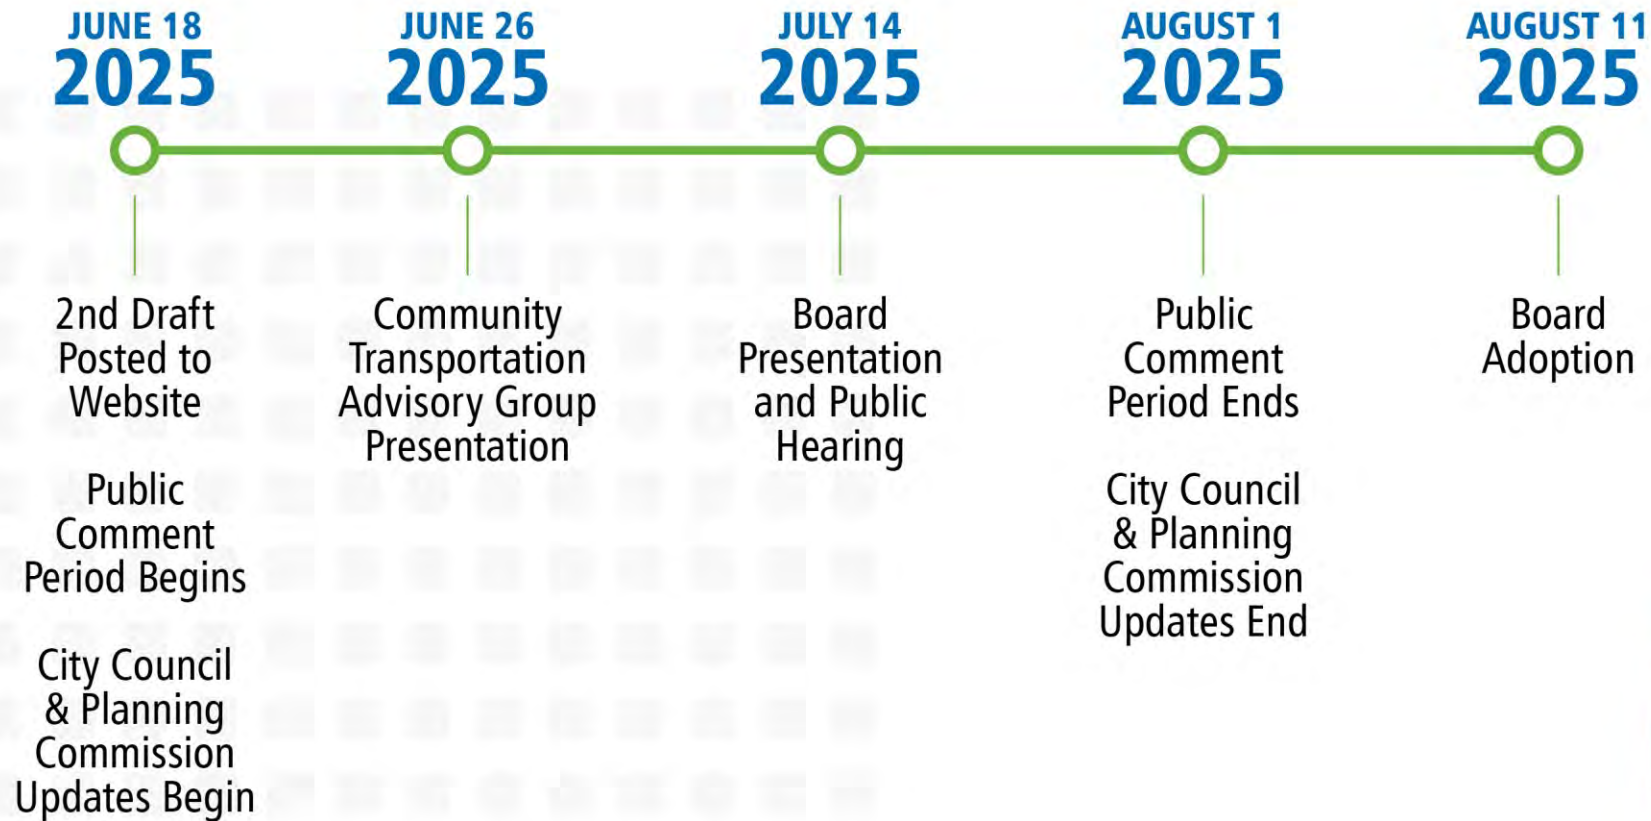 JUNE 18
2025
2nd Draft
Posted to
Website
Public
Comment
Period Begins
City Council
& Planning
Commission
Updates Begin
JUNE 26
2025
Community
Transportation
Advisory Group
Presentation
JULY 14
2025
Board
Presentation
and Public
Hearing
AUGUST 1
2025
Public
Comment
Period Ends
City Council
& Planning
Commission
Updates End
AUGUST 11
2025
Board
Adoption